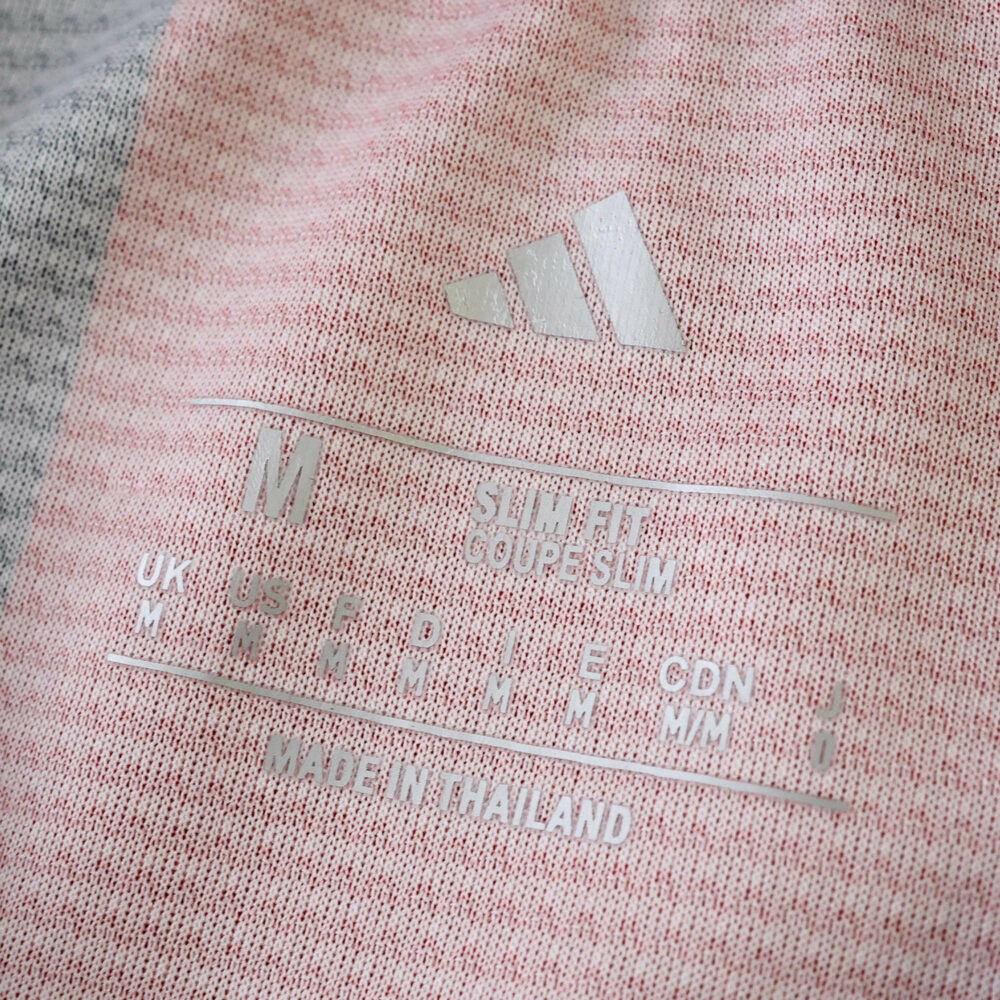 M
SLIM FIT
COUPE SLIM
UK US F D I E CDN J
M M M M M M M/M O
MADE IN THAILAND